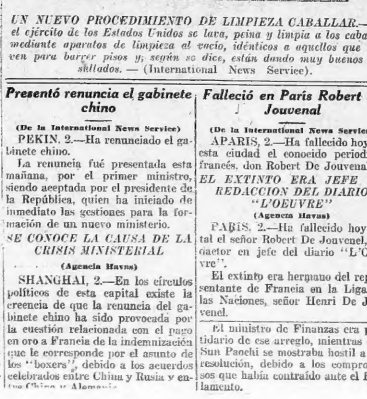 UN NUEVO PROCEDIMIENTO DE LIMPIEZA CABALLAR.—
el ejército de los Estados Unidos se lava, peina y limpia a los caba
mediante aparatos de limpieza al vacío, idénticos a aquellos que
ven para barrer pisos y, según se dice, están dando muy buenos
sultados. — (International News Service).
Presentó renuncia el gabinete
chino
(De la International News Service)
PEKIN, 2.—Ha renunciado el ga-
binete chino.
La renuncia fué presentada esta
mañana, por el primer ministro,
siendo aceptada por el presidente de
la República, quien ha iniciado de
inmediato las gestiones para la for-
mación de un nuevo ministerio.
SE CONOCE LA CAUSA DE LA
CRISIS MINISTERIAL
(Agencia Havas)
SHANGHAI, 2.—En los círculos
políticos de esta capital existe la
creencia de que la renuncia del ga-
binete chino ha sido provocada por
la cuestión relacionada con el pago
en oro a Francia de la indemnización
que le corresponde por el asunto de
los "boxers", debido a los acuerdos
celebrados entre China y Rusia y en-
tre China y Alemania
Falleció en París Robert
Jouvenal
(De la International News Service
APARIS, 2.—Ha fallecido hoy
esta ciudad el conocido period
francés, don Robert De Jouvena
EL EXTINTO ERA JEFE
REDACCION DEL DIARIO
"L'OEUVRE"
(Agencia Havas)
PARIS, 2.—Ha fallecido hoy
tal el señor Robert De Jouvenel,
dactor en jefe del diario "L'O
vre".
El extinto era hermano del rep
sentante de Francia en la Liga
las Naciones, señor Henri De J
venel.
El ministro de Finanzas era pa
tidario de ese arreglo, mientras
Sun Paochi se mostraba hostil a
resolución, debido a los compro
sos que había contraído ante el
lamento.